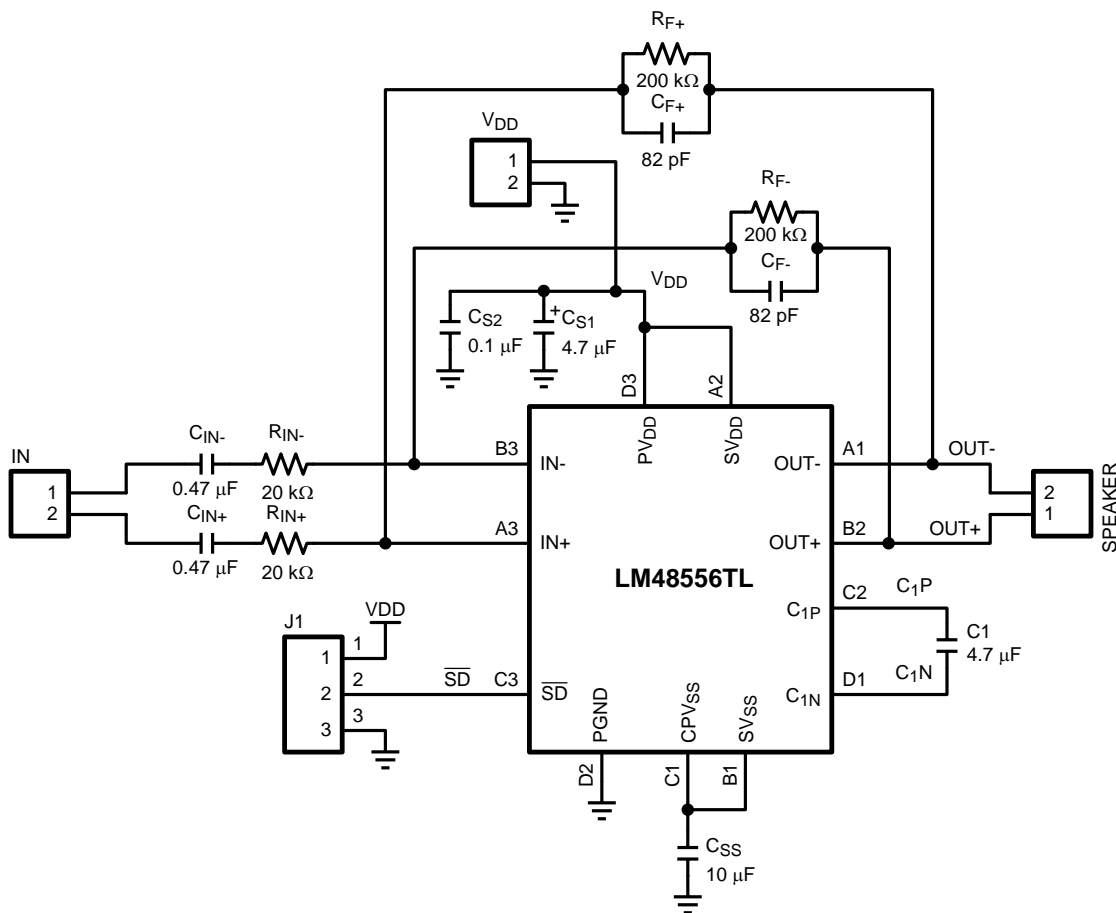 RF+
200 kΩ
CF+
82 pF
VDD
1
2
RF-
200 kΩ
CF-
82 pF
VDD
CS2
0.1 μF
+
CS1
4.7 μF
D3
A2
PVDD
SVDD
IN
1
2
CIN-
0.47 μF
RIN-
20 kΩ
CIN+
0.47 μF
RIN+
20 kΩ
B3
IN-
A3
IN+
OUT-
A1
OUT-
OUT+
B2
OUT+
2
1
SPEAKER
LM48556TL
C1P
C2
C1P
C1
4.7 μF
C1N
D1
C1N
J1
VDD
1
1
2
2
3
3
SD
C3
SD
PGND
D2
CPVSS
C1
SVSS
B1
CSS
10 μF